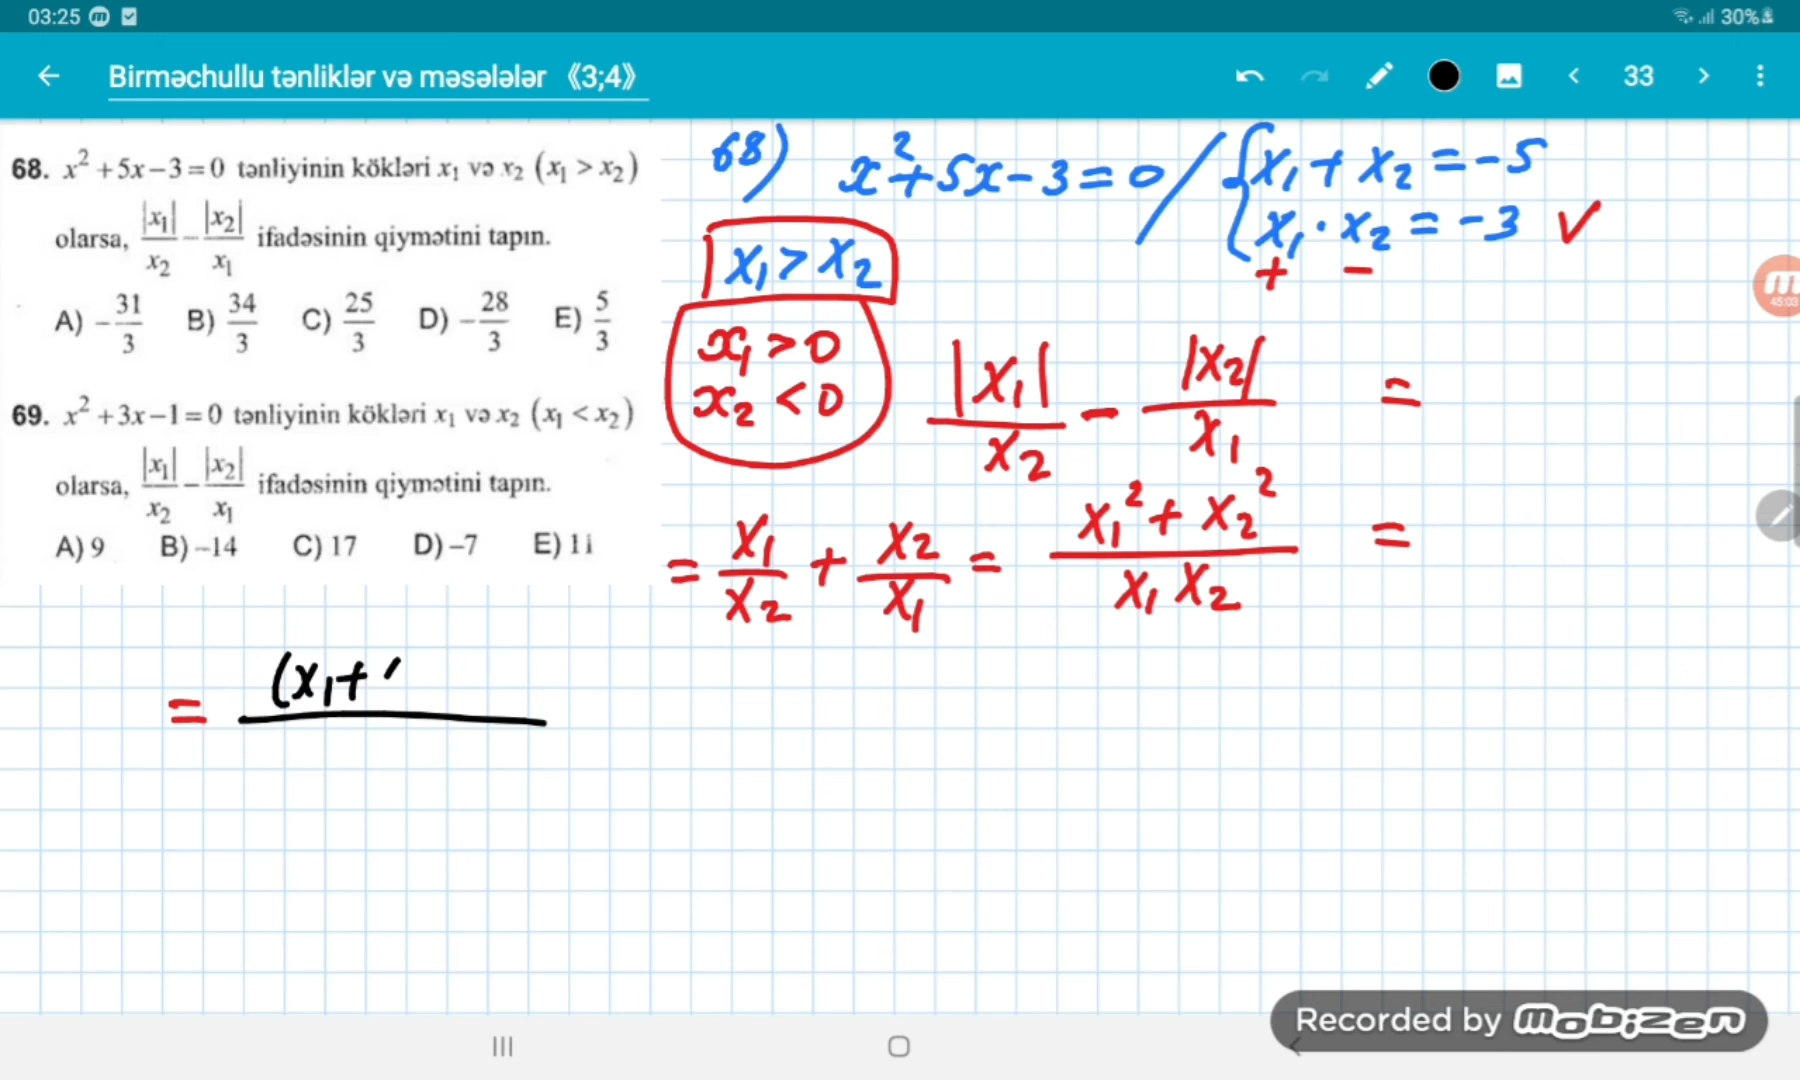 03:25 30%
Birməchullu tənliklər və məsələlər 《3;4》 33
68. x² + 5x − 3 = 0 tənliyinin kökləri x₁ və x₂ (x₁ > x₂)
olarsa, |x₁|/x₂ − |x₂|/x₁ ifadəsinin qiymətini tapın.
A) −31/3 B) 34/3 C) 25/3 D) −28/3 E) 5/3
69. x² + 3x − 1 = 0 tənliyinin kökləri x₁ və x₂ (x₁ < x₂)
olarsa, |x₁|/x₂ − |x₂|/x₁ ifadəsinin qiymətini tapın.
A) 9 B) −14 C) 17 D) −7 E) 11
68) x² + 5x − 3 = 0 / { x₁ + x₂ = −5
x₁ · x₂ = −3 ✓
+ −
x₁ > x₂
x₁ > 0
x₂ < 0
|x₁|/x₂ − |x₂|/x₁ =
= x₁/x₂ + x₂/x₁ = (x₁² + x₂²)/(x₁ x₂) =
= (x₁ +
45:03
Recorded by Mobizen